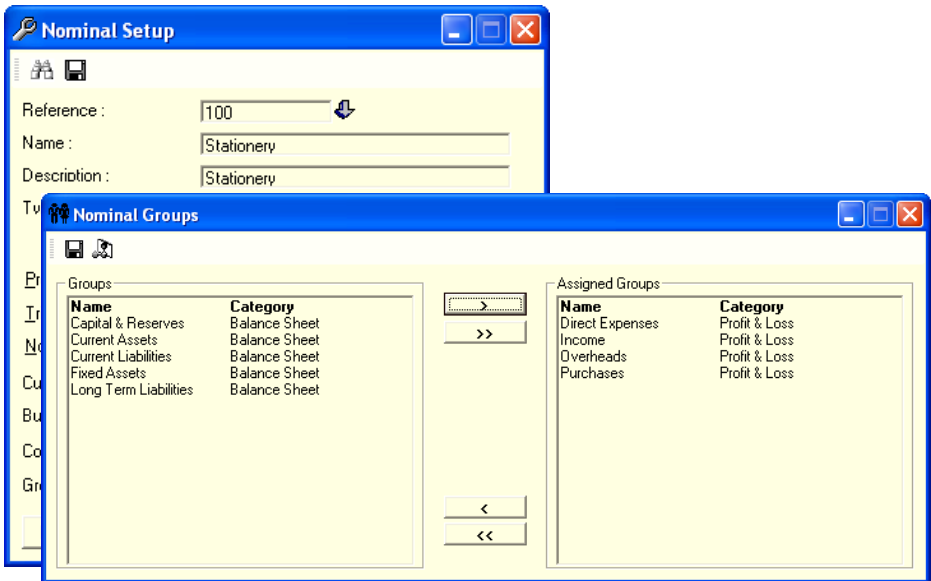 Nominal Setup
Reference :
100
Name :
Stationery
Description :
Stationery
Nominal Groups
Groups
Name Category
Capital & Reserves Balance Sheet
Current Assets Balance Sheet
Current Liabilities Balance Sheet
Fixed Assets Balance Sheet
Long Term Liabilities Balance Sheet
>
>>
<
<<
Assigned Groups
Name Category
Direct Expenses Profit & Loss
Income Profit & Loss
Overheads Profit & Loss
Purchases Profit & Loss